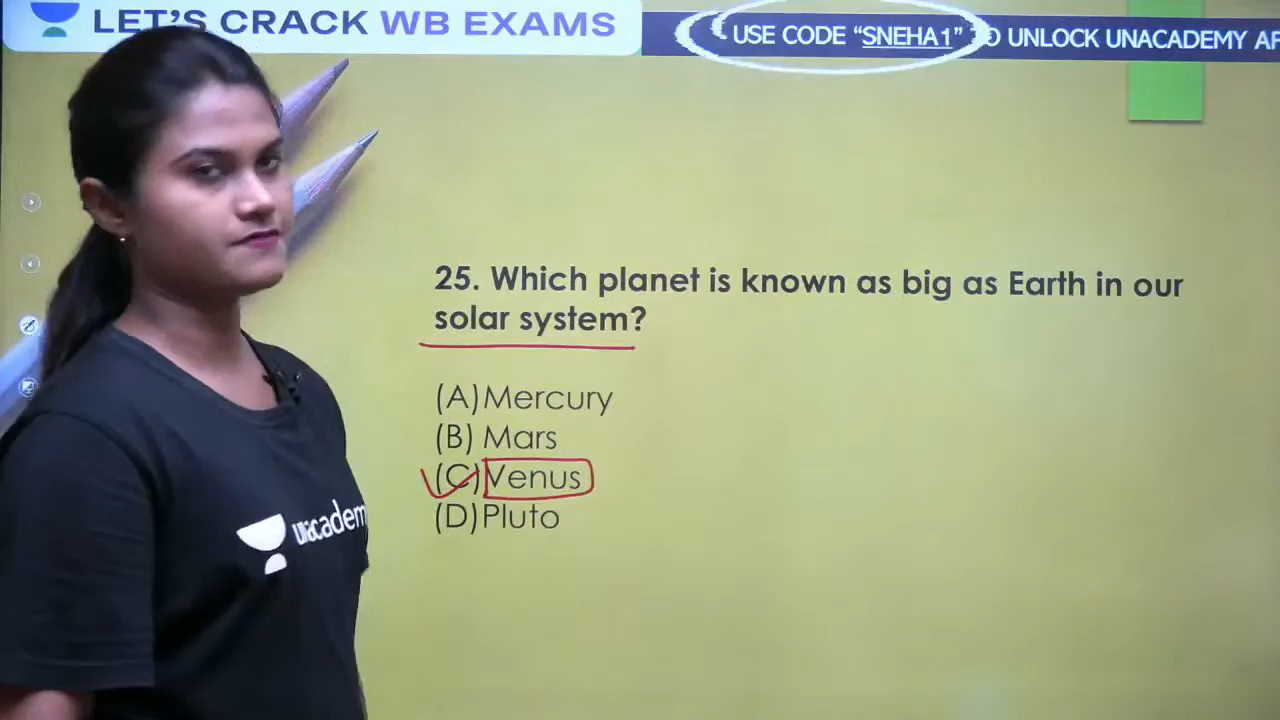 LET'S CRACK WB EXAMS
USE CODE “SNEHA1” TO UNLOCK UNACADEMY
25. Which planet is known as big as Earth in our
solar system?
(A) Mercury
(B) Mars
(C) Venus
(D) Pluto
unacademy